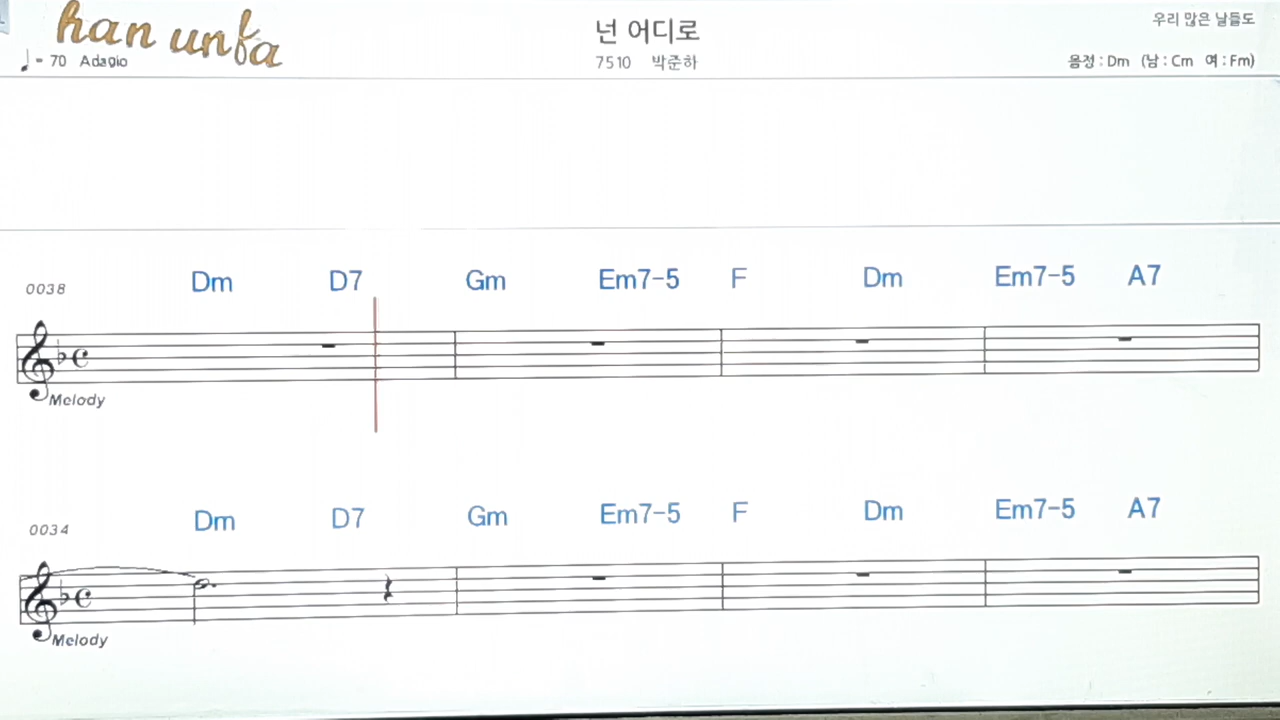 han unfa
넌 어디로
우리 많은 날들도
♩= 70 Adagio
7510 박준하
음정 : Dm (남 : Cm 여 : Fm)
0038 Dm D7 Gm Em7-5 F Dm Em7-5 A7
Melody
0034 Dm D7 Gm Em7-5 F Dm Em7-5 A7
Melody